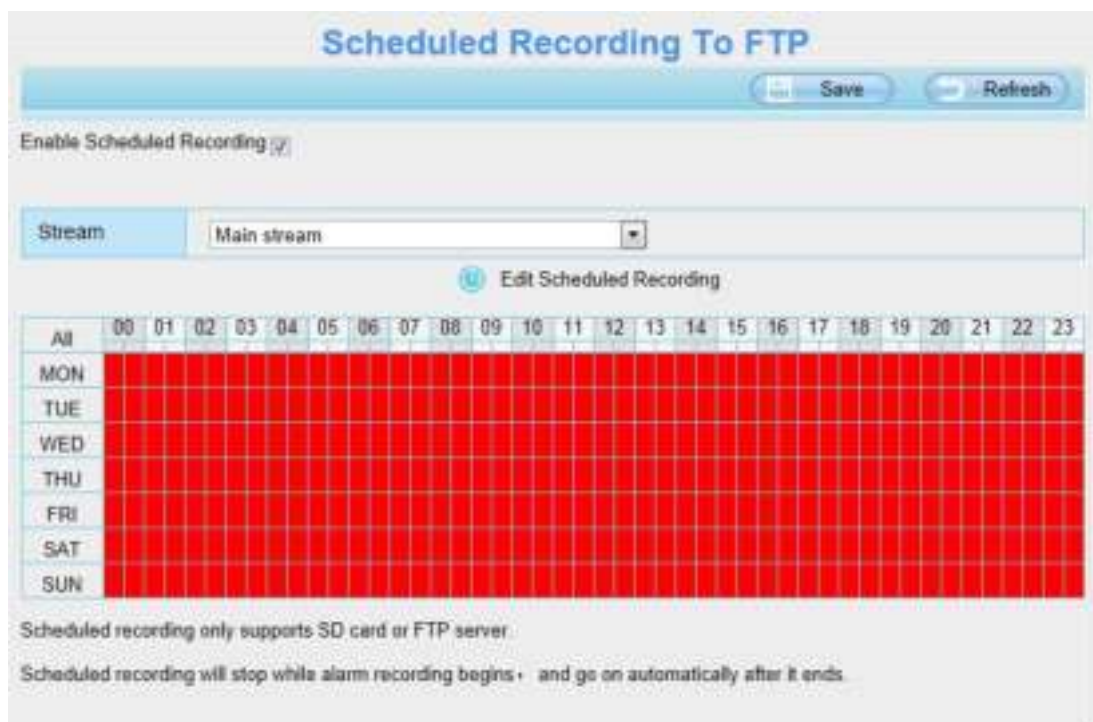 Scheduled Recording To FTP
Save Refresh
Enable Scheduled Recording
Stream Main stream
Edit Scheduled Recording
All 00 01 02 03 04 05 06 07 08 09 10 11 12 13 14 15 16 17 18 19 20 21 22 23
MON
TUE
WED
THU
FRI
SAT
SUN
Scheduled recording only supports SD card or FTP server
Scheduled recording will stop while alarm recording begins, and go on automatically after it ends.